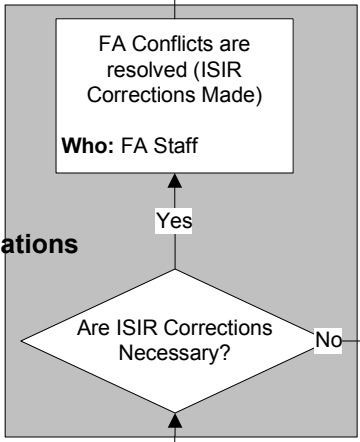 FA Conflicts are
resolved (ISIR
Corrections Made)
Who: FA Staff
Yes
ations
Are ISIR Corrections
Necessary?
No